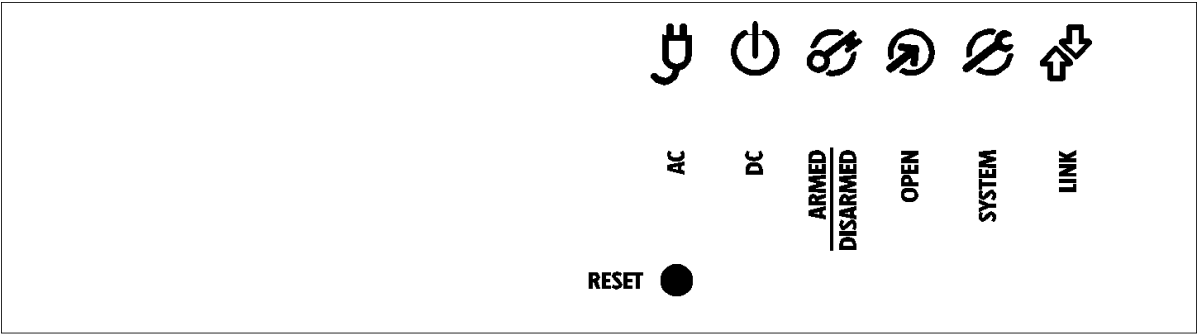 AC
DC
ARMED
DISARMED
OPEN
SYSTEM
LINK
RESET